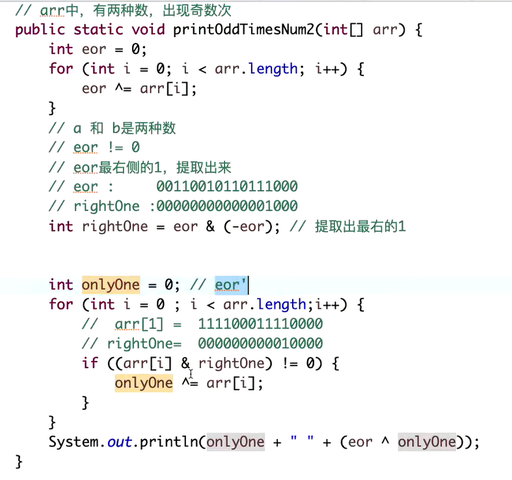 // arr中，有两种数，出现奇数次
public static void printOddTimesNum2(int[] arr) {
    int eor = 0;
    for (int i = 0; i < arr.length; i++) {
        eor ^= arr[i];
    }
    // a 和 b是两种数
    // eor != 0
    // eor最右侧的1，提取出来
    // eor :     00110010110111000
    // rightOne :00000000000001000
    int rightOne = eor & (-eor); // 提取出最右的1
    int onlyOne = 0; // eor'
    for (int i = 0 ; i < arr.length;i++) {
        //  arr[1] =  111100011110000
        // rightOne=  000000000010000
        if ((arr[i] & rightOne) != 0) {
            onlyOne ^= arr[i];
        }
    }
    System.out.println(onlyOne + " " + (eor ^ onlyOne));
}